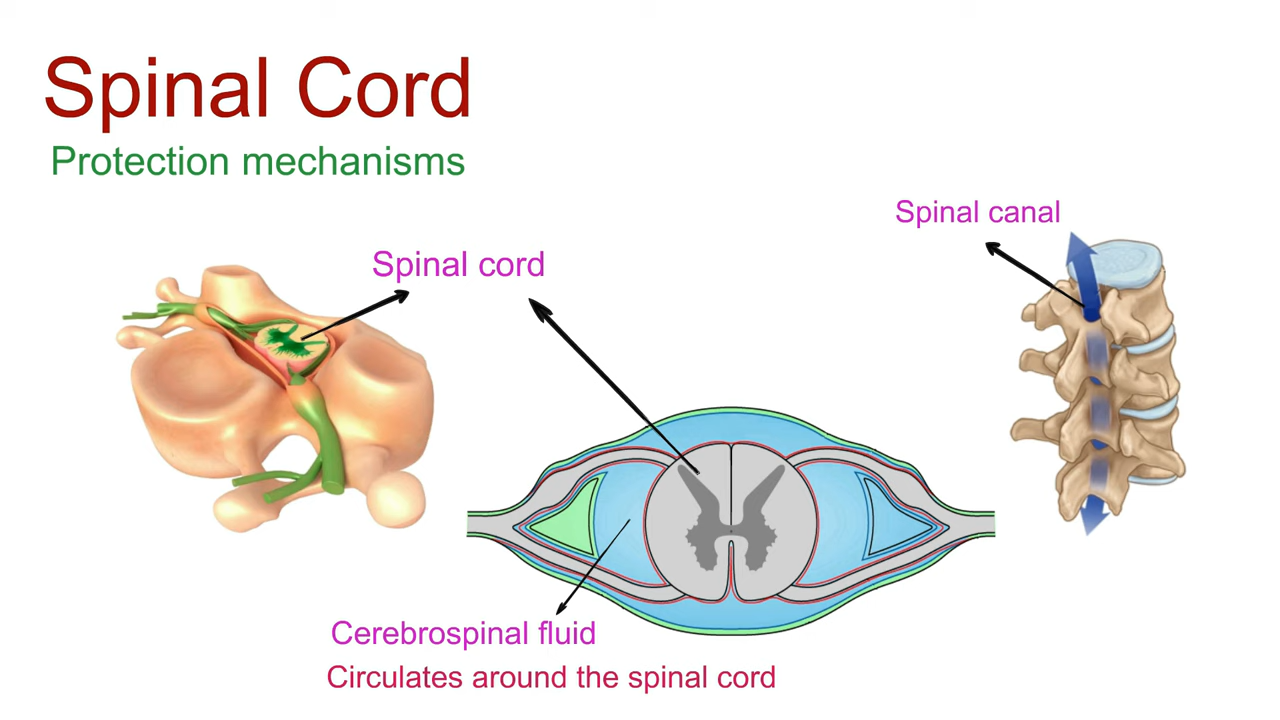 Spinal Cord
Protection mechanisms
Spinal canal
Spinal cord
Cerebrospinal fluid
Circulates around the spinal cord